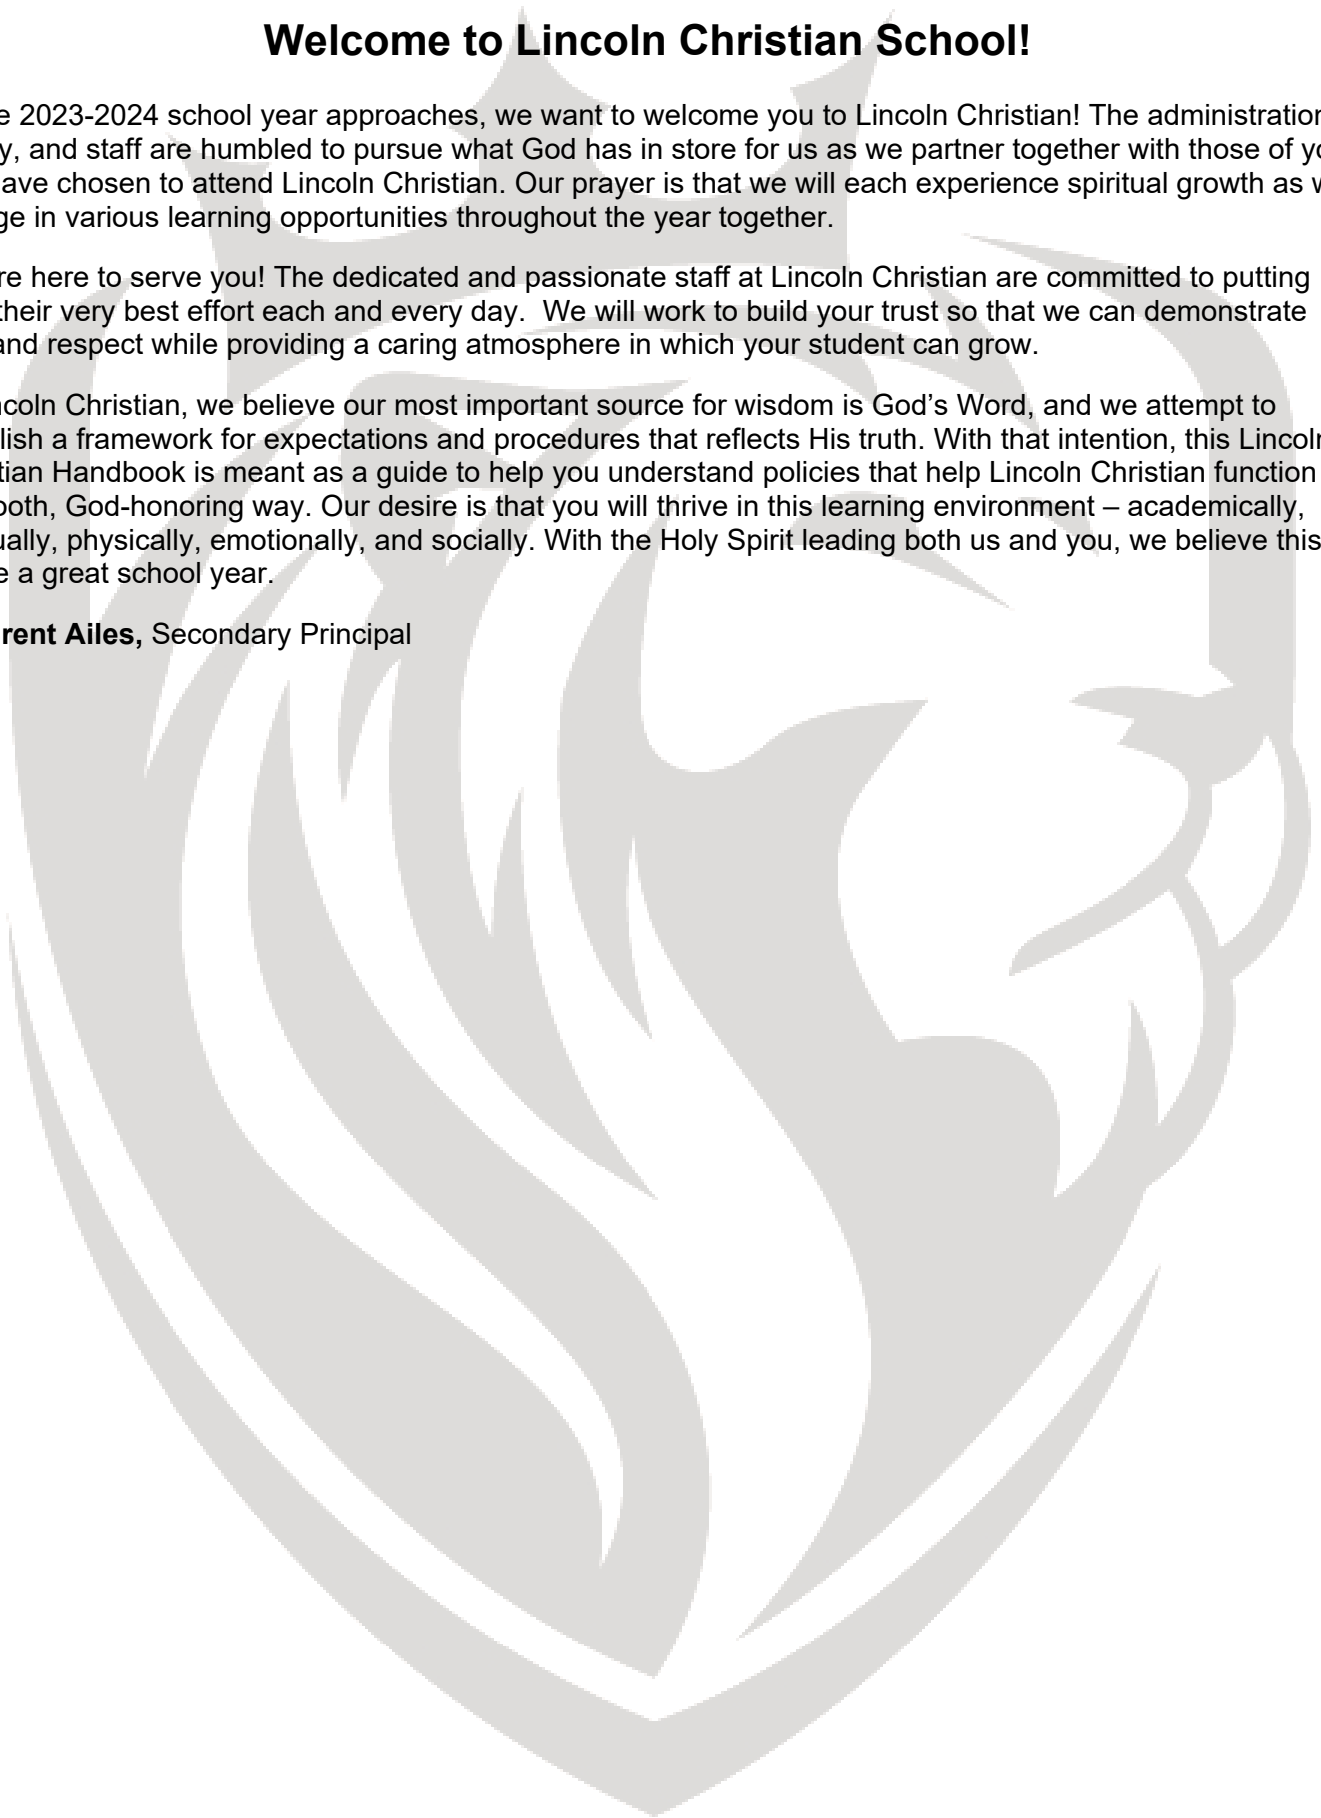 Welcome to Lincoln Christian School!
e 2023-2024 school year approaches, we want to welcome you to Lincoln Christian! The administration
y, and staff are humbled to pursue what God has in store for us as we partner together with those of yo
ave chosen to attend Lincoln Christian. Our prayer is that we will each experience spiritual growth as w
ge in various learning opportunities throughout the year together.
re here to serve you! The dedicated and passionate staff at Lincoln Christian are committed to putting
their very best effort each and every day.  We will work to build your trust so that we can demonstrate
and respect while providing a caring atmosphere in which your student can grow.
ncoln Christian, we believe our most important source for wisdom is God’s Word, and we attempt to
lish a framework for expectations and procedures that reflects His truth. With that intention, this Lincoln
tian Handbook is meant as a guide to help you understand policies that help Lincoln Christian function
ooth, God-honoring way. Our desire is that you will thrive in this learning environment – academically,
ually, physically, emotionally, and socially. With the Holy Spirit leading both us and you, we believe this
e a great school year.
rent Ailes, Secondary Principal